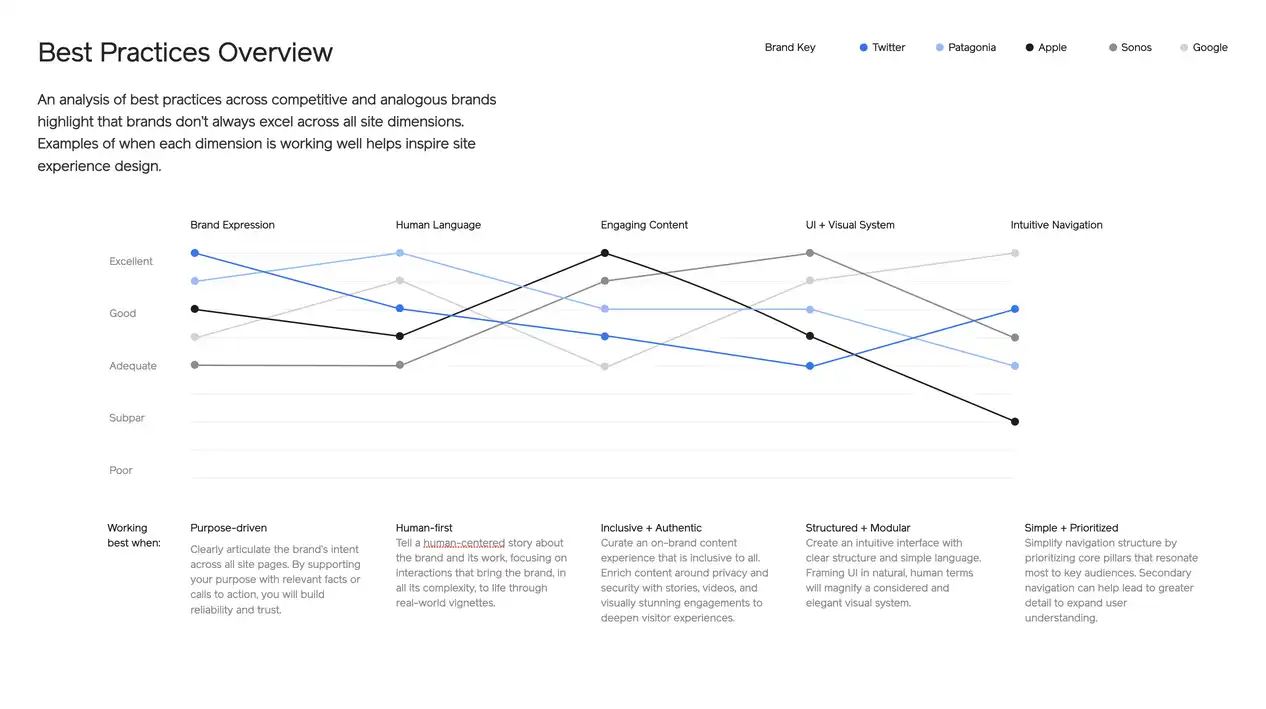 Best Practices Overview
Brand Key
Twitter
Patagonia
Apple
Sonos
Google
An analysis of best practices across competitive and analogous brands
highlight that brands don't always excel across all site dimensions.
Examples of when each dimension is working well helps inspire site
experience design.
Brand Expression
Human Language
Engaging Content
UI + Visual System
Intuitive Navigation
Excellent
Good
Adequate
Subpar
Poor
Working
best when:
Purpose-driven
Clearly articulate the brand's intent
across all site pages. By supporting
your purpose with relevant facts or
calls to action, you will build
reliability and trust.
Human-first
Tell a human-centered story about
the brand and its work, focusing on
interactions that bring the brand, in
all its complexity, to life through
real-world vignettes.
Inclusive + Authentic
Curate an on-brand content
experience that is inclusive to all.
Enrich content around privacy and
security with stories, videos, and
visually stunning engagements to
deepen visitor experiences.
Structured + Modular
Create an intuitive interface with
clear structure and simple language.
Framing UI in natural, human terms
will magnify a considered and
elegant visual system.
Simple + Prioritized
Simplify navigation structure by
prioritizing core pillars that resonate
most to key audiences. Secondary
navigation can help lead to greater
detail to expand user
understanding.